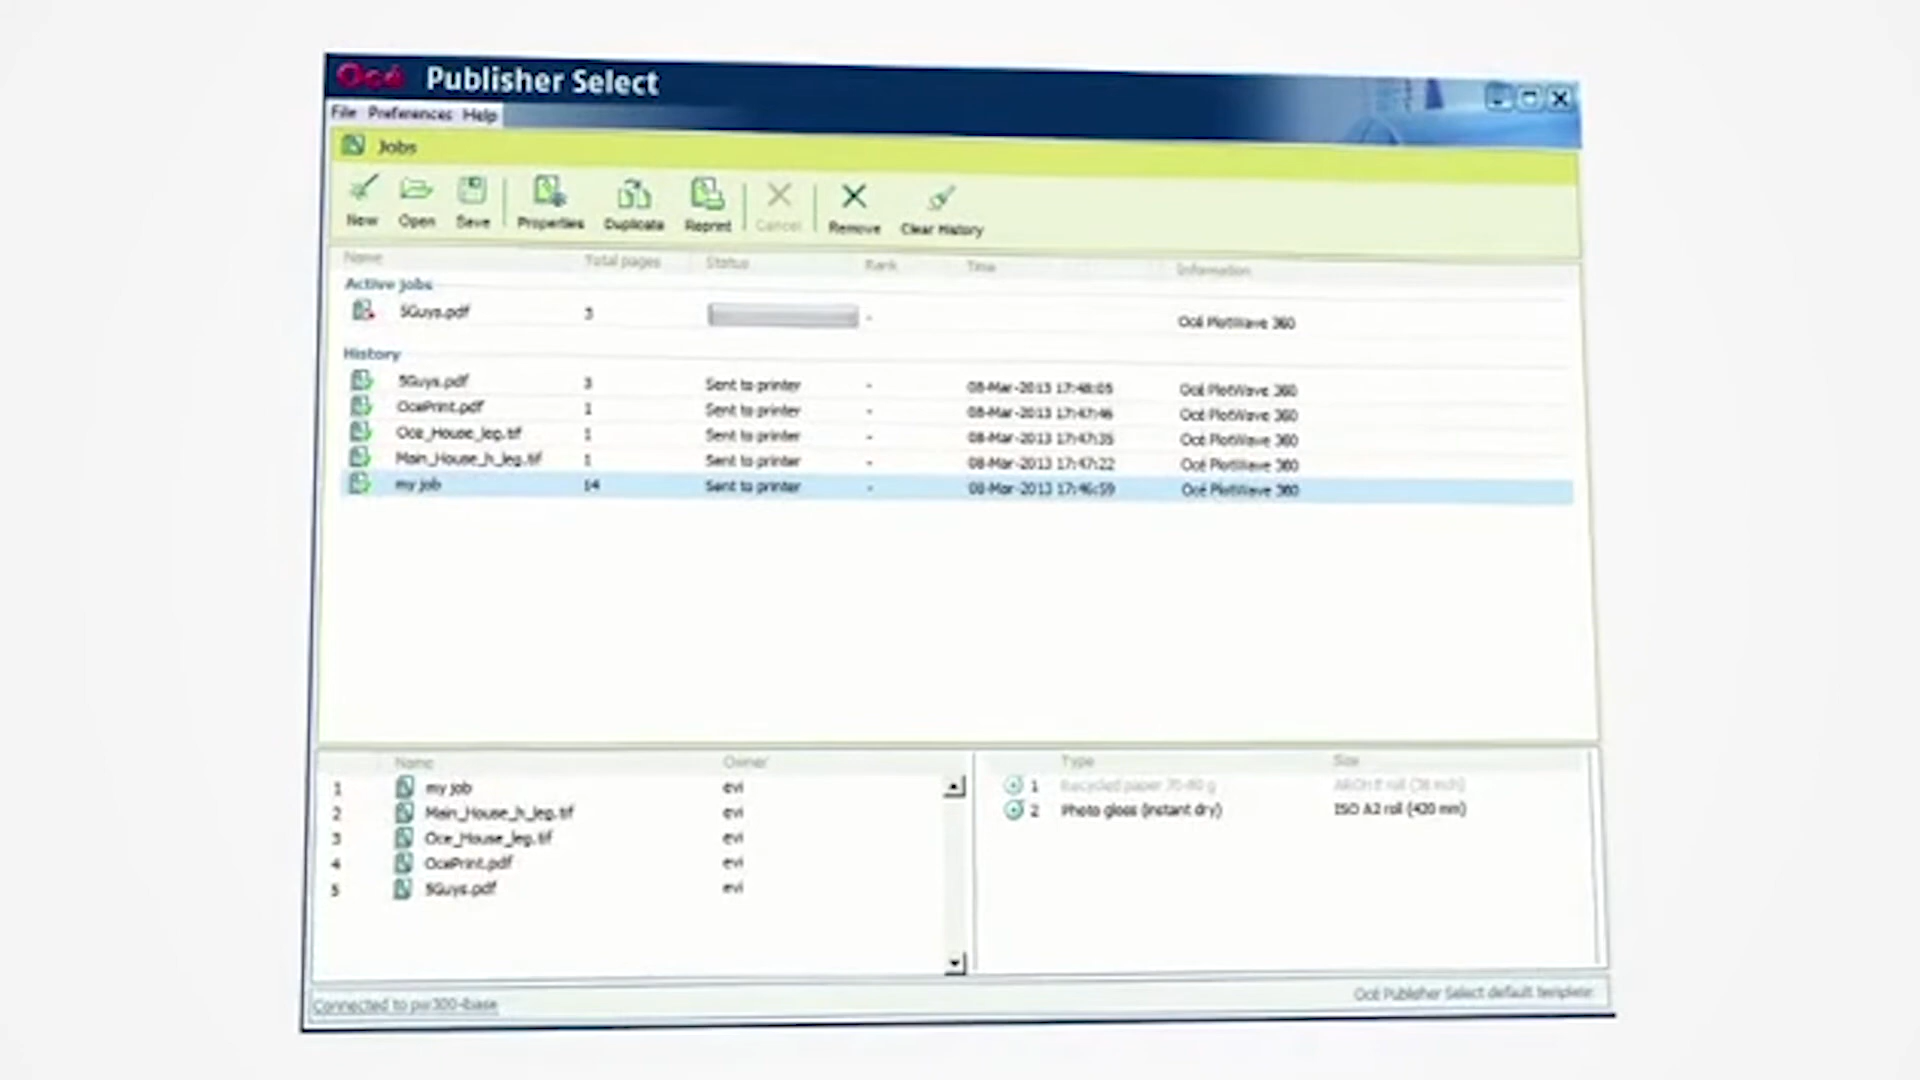 Océ Publisher Select
File Preferences Help
Jobs
New Open Save Properties Duplicate Reprint Cancel Remove Clear History
Name Total pages Status Rank Time Information
Active jobs
5Guys.pdf 3 - Océ PlotWave 360
History
5Guys.pdf 3 Sent to printer - 08-Mar-2013 17:48:05 Océ PlotWave 360
OcePrint.pdf 1 Sent to printer - 08-Mar-2013 17:47:46 Océ PlotWave 360
Oce_House_leg.tif 1 Sent to printer - 08-Mar-2013 17:47:35 Océ PlotWave 360
Main_House_h_leg.tif 1 Sent to printer - 08-Mar-2013 17:47:22 Océ PlotWave 360
my job 14 Sent to printer - 08-Mar-2013 17:46:59 Océ PlotWave 360
Name Owner
1 my job evi
2 Main_House_h_leg.tif evi
3 Oce_House_leg.tif evi
4 OcePrint.pdf evi
5 5Guys.pdf evi
Type Size
1 Recycled paper 70-80 g ARCH E roll (36 inch)
2 Photo gloss (instant dry) ISO A2 roll (420 mm)
Connected to Océ Publisher Select default template